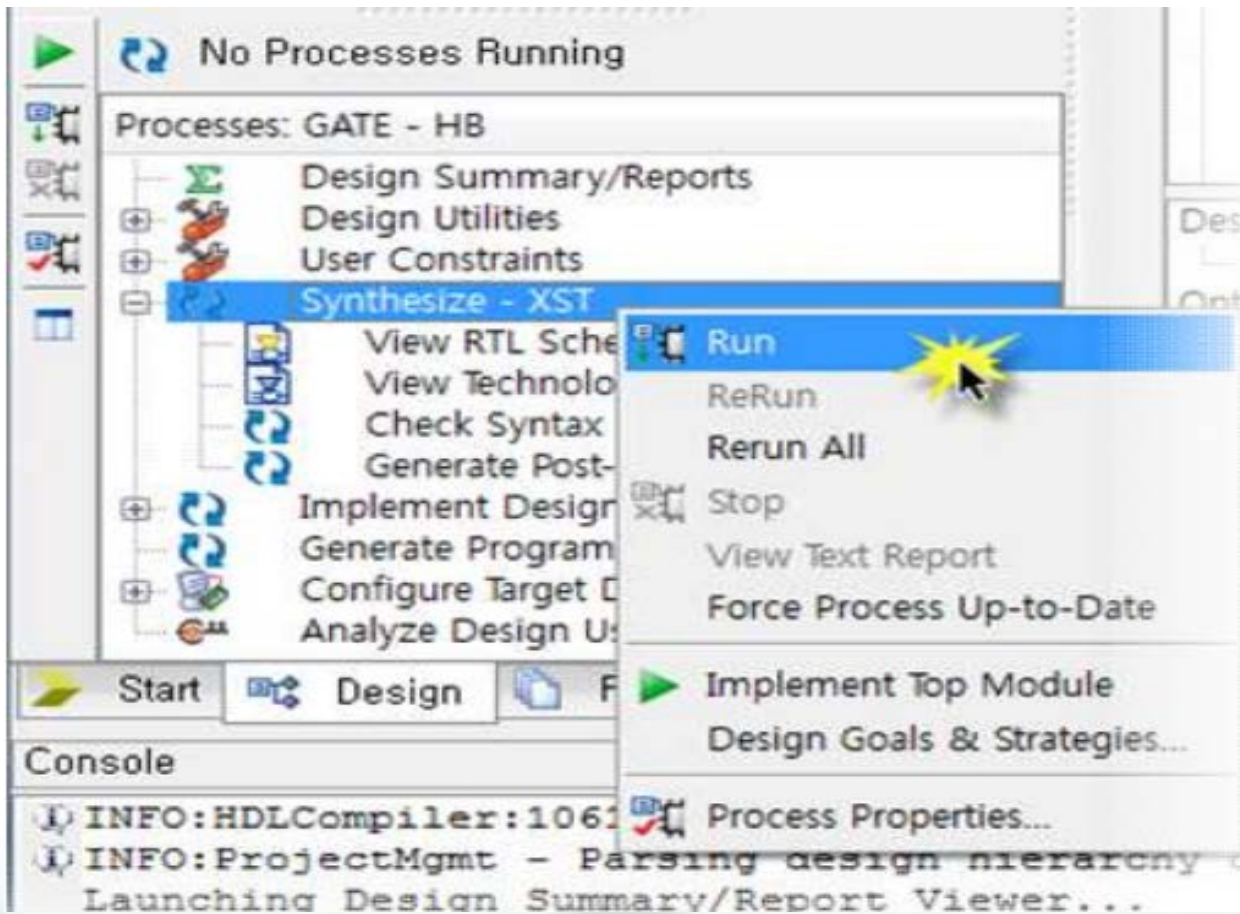 No Processes Running
Processes: GATE - HB
Design Summary/Reports
Design Utilities
User Constraints
Synthesize - XST
View RTL Sche
View Technolo
Check Syntax
Generate Post-
Implement Design
Generate Program
Configure Target D
Analyze Design U
Run
ReRun
Rerun All
Stop
View Text Report
Force Process Up-to-Date
Implement Top Module
Design Goals & Strategies...
Process Properties...
Des
Opt
Start
Design
F
Console
INFO:HDLCompiler:1061
INFO:ProjectMgmt - Parsing design hierarchy
Launching Design Summary/Report Viewer...